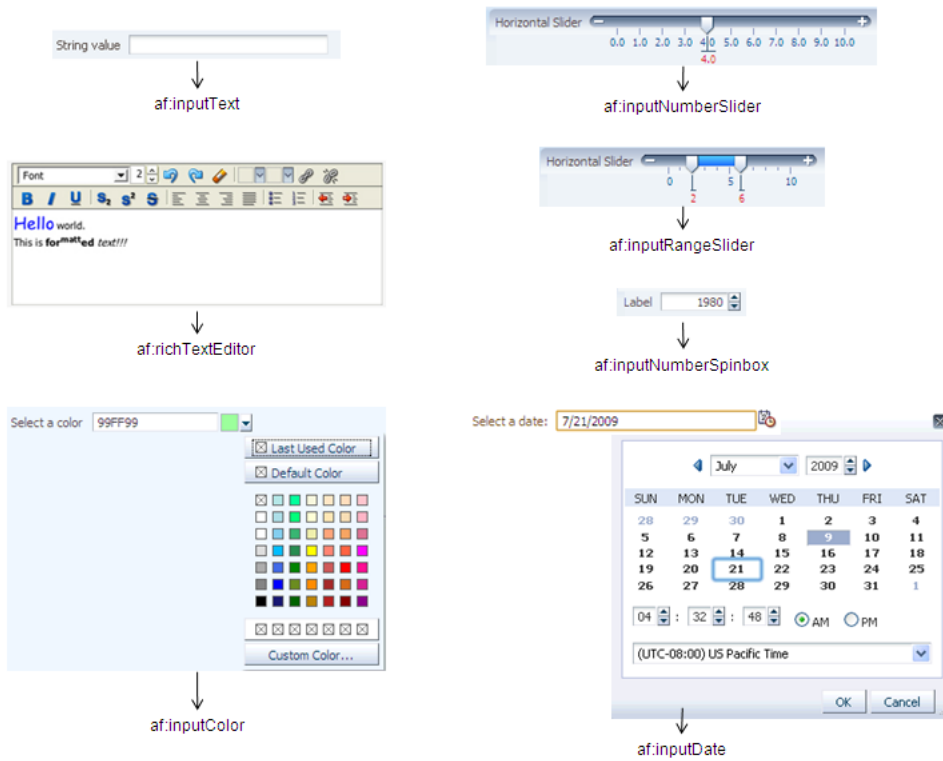 String value
af:inputText
Font 2
B I U S₂ S² S
Hello world.
This is formatted text!!!
af:richTextEditor
Select a color 99FF99
Last Used Color
Default Color
Custom Color...
af:inputColor
Horizontal Slider
0.0 1.0 2.0 3.0 4.0 5.0 6.0 7.0 8.0 9.0 10.0
4.0
af:inputNumberSlider
Horizontal Slider
0 5 10
2 6
af:inputRangeSlider
Label 1980
af:inputNumberSpinbox
Select a date: 7/21/2009
July 2009
SUN MON TUE WED THU FRI SAT
28 29 30 1 2 3 4
5 6 7 8 9 10 11
12 13 14 15 16 17 18
19 20 21 22 23 24 25
26 27 28 29 30 31 1
04 : 32 : 48 AM PM
(UTC-08:00) US Pacific Time
OK Cancel
af:inputDate